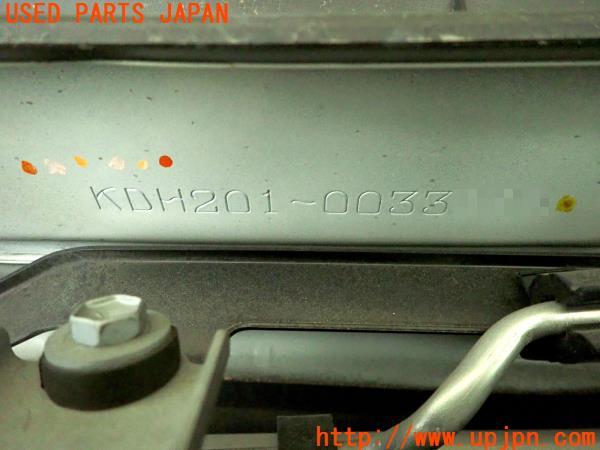 USED PARTS JAPAN
KDH201-0033
http://www.upjpn.com